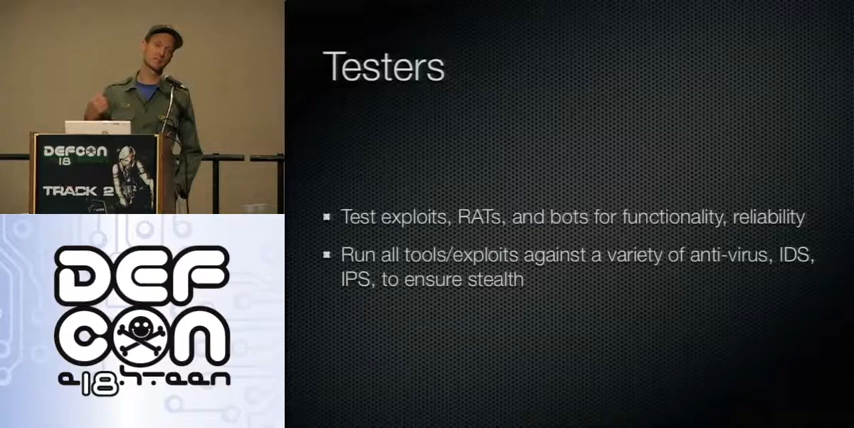 DEFCON
18
TRACK 2
DEF
CON
e18hteen
Testers
Test exploits, RATs, and bots for functionality, reliability
Run all tools/exploits against a variety of anti-virus, IDS,
IPS, to ensure stealth